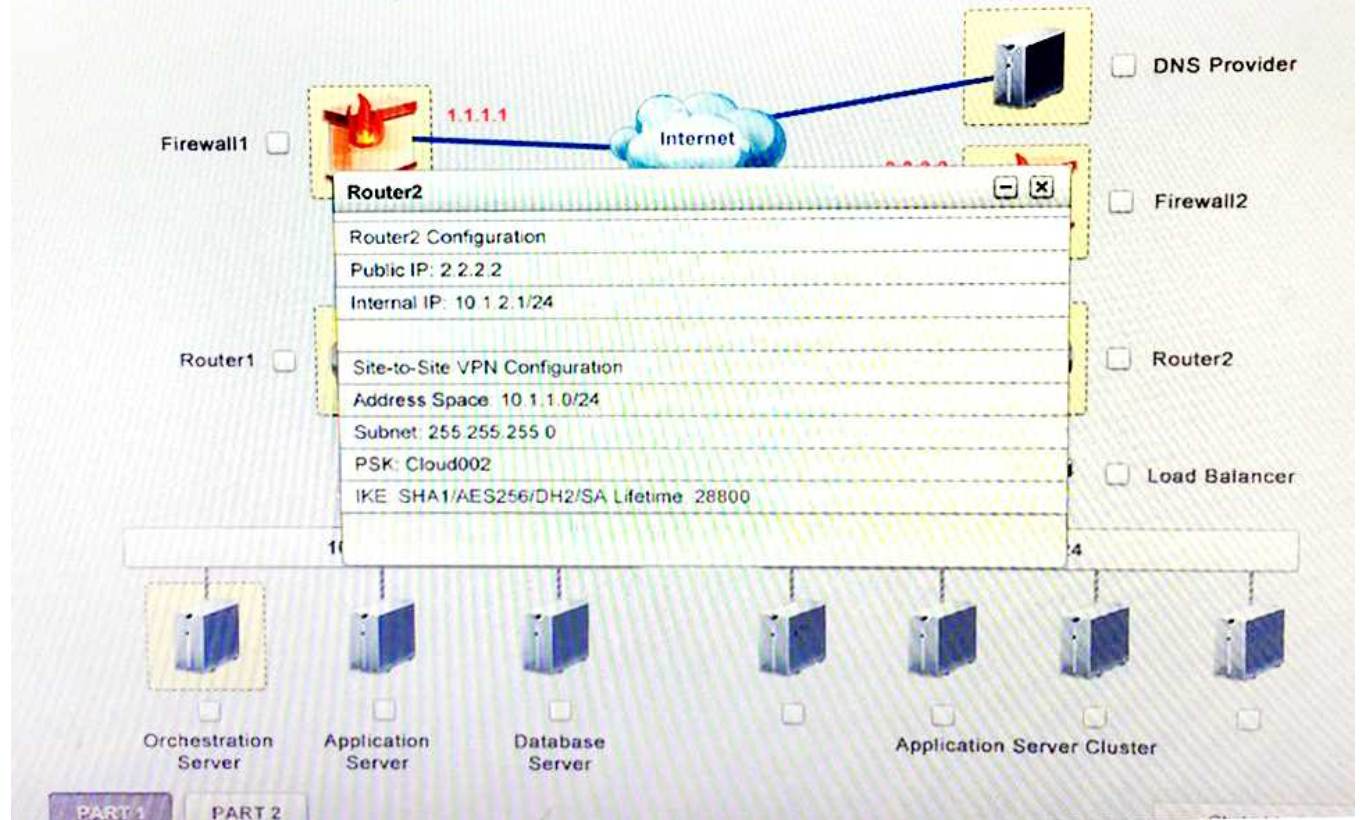 DNS Provider
1.1.1.1
Internet
Firewall1
Router2
Firewall2
Router2 Configuration
Public IP: 2.2.2.2
Internal IP: 10.1.2.1/24
Router1
Router2
Site-to-Site VPN Configuration
Address Space: 10.1.1.0/24
Subnet: 255.255.255.0
PSK: Cloud002
IKE: SHA1/AES256/DH2/SA Lifetime: 28800
Load Balancer
Orchestration
Server
Application
Server
Database
Server
Application Server Cluster
PART 1
PART 2